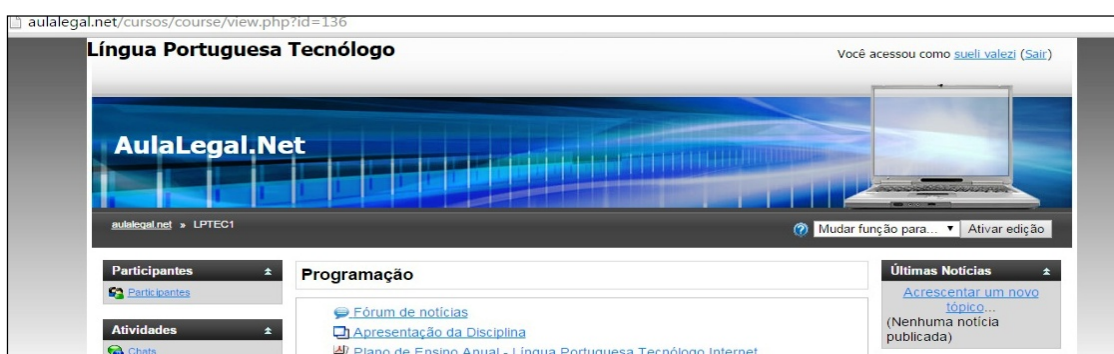 aulalegal.net/cursos/course/view.php?id=136
Língua Portuguesa Tecnólogo
Você acessou como sueli valezi (Sair)
AulaLegal.Net
aulalegal.net » LPTEC1
Mudar função para... Ativar edição
Participantes
Participantes
Atividades
Chats
Programação
Fórum de notícias
Apresentação da Disciplina
Plano de Ensino Anual - Língua Portuguesa Tecnólogo Internet
Últimas Notícias
Acrescentar um novo
tópico...
(Nenhuma notícia
publicada)